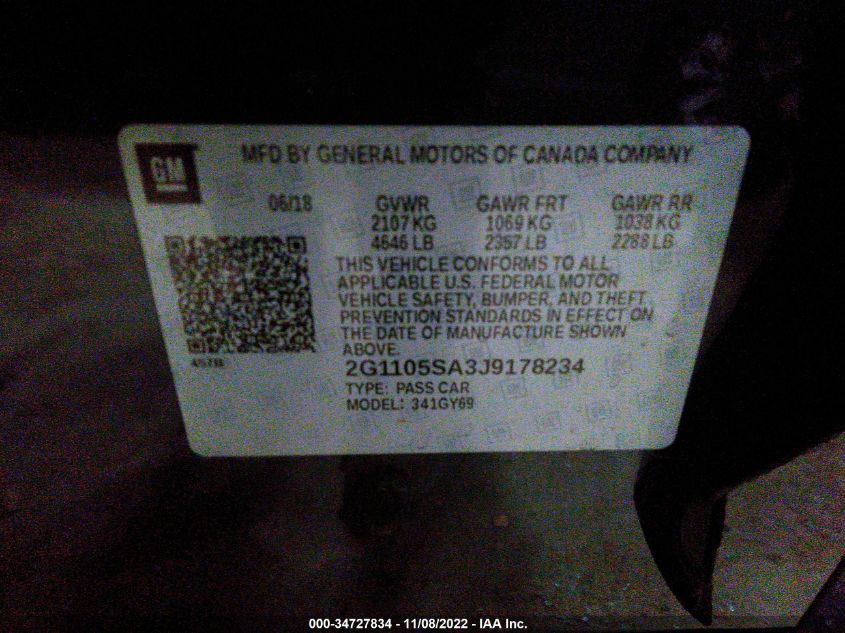 GM
MFD BY GENERAL MOTORS OF CANADA COMPANY
06/18 GVWR GAWR FRT GAWR RR
2107 KG 1069 KG 1038 KG
4646 LB 2357 LB 2288 LB
THIS VEHICLE CONFORMS TO ALL
APPLICABLE U.S. FEDERAL MOTOR
VEHICLE SAFETY, BUMPER, AND THEFT
PREVENTION STANDARDS IN EFFECT ON
THE DATE OF MANUFACTURE SHOWN
ABOVE.
2G1105SA3J9178234
TYPE: PASS CAR
MODEL: 341GY69
000-34727834 - 11/08/2022 - IAA Inc.